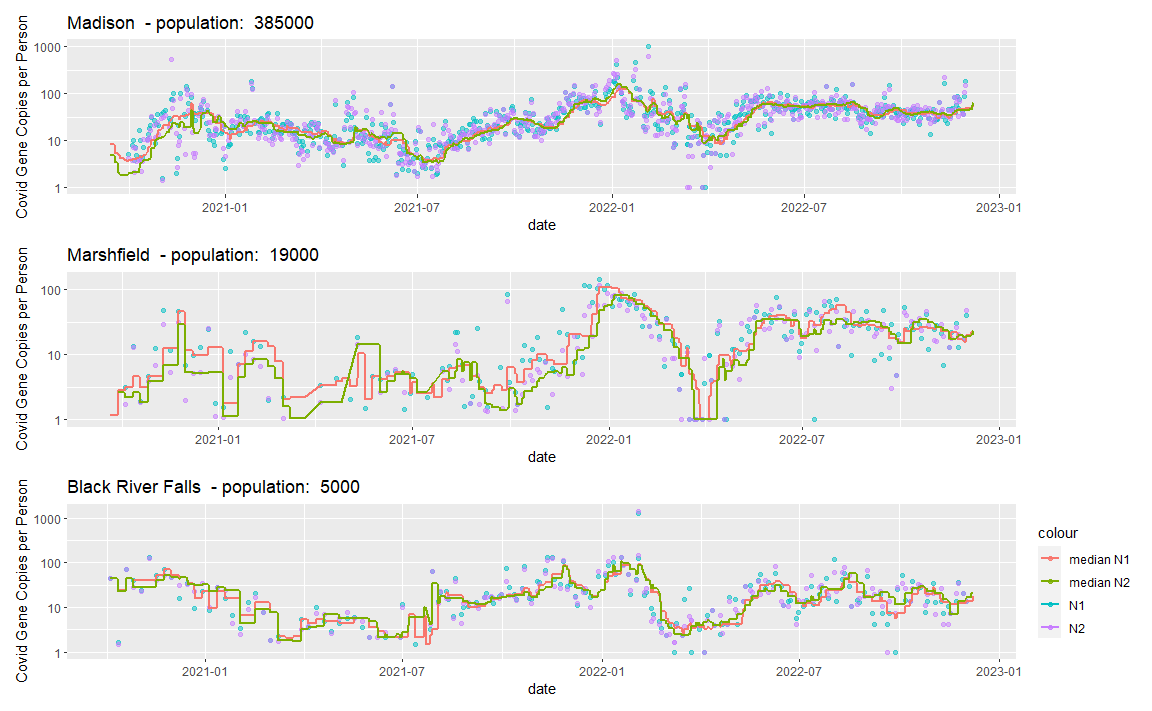 Madison - population: 385000
Covid Gene Copies per Person
1000
100
10
1
2021-01 2021-07 2022-01 2022-07 2023-01
date
Marshfield - population: 19000
Covid Gene Copies per Person
100
10
1
2021-01 2021-07 2022-01 2022-07 2023-01
date
Black River Falls - population: 5000
Covid Gene Copies per Person
1000
100
10
1
2021-01 2021-07 2022-01 2022-07 2023-01
date
colour
median N1
median N2
N1
N2